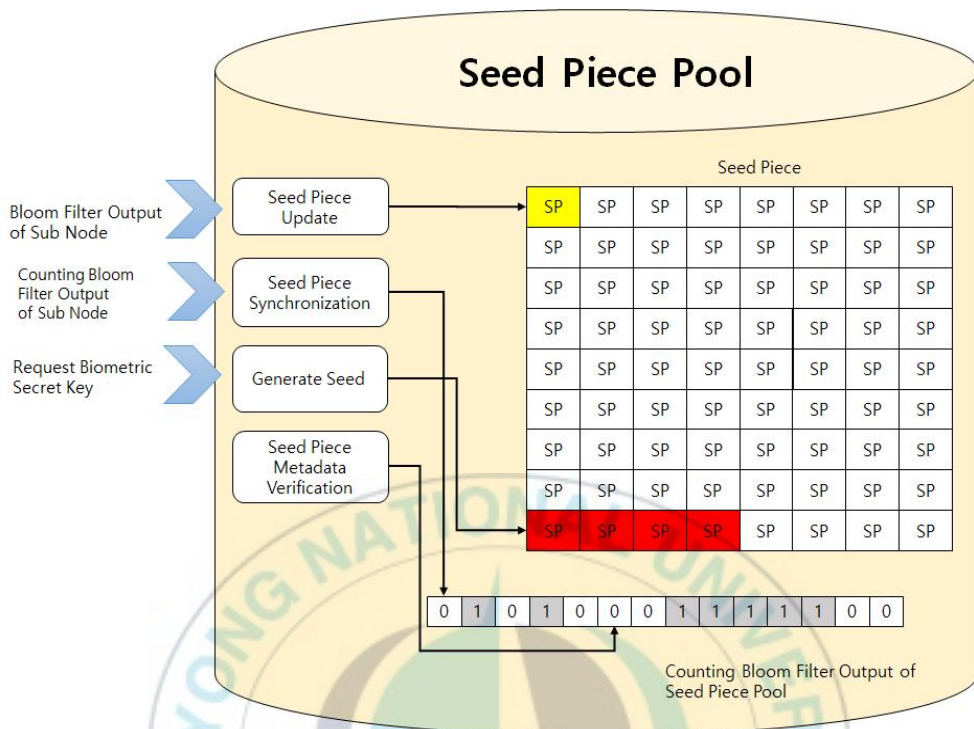 Seed Piece Pool
Seed Piece
Bloom Filter Output
of Sub Node
Counting Bloom
Filter Output
of Sub Node
Request Biometric
Secret Key
Seed Piece
Update
Seed Piece
Synchronization
Generate Seed
Seed Piece
Metadata
Verification
SP SP SP SP SP SP SP SP
SP SP SP SP SP SP SP SP
SP SP SP SP SP SP SP SP
SP SP SP SP SP SP SP SP
SP SP SP SP SP SP SP SP
SP SP SP SP SP SP SP SP
SP SP SP SP SP SP SP SP
SP SP SP SP SP SP SP SP
SP SP SP SP SP SP SP SP
0 1 0 1 0 0 0 1 1 1 1 1 0 0
Counting Bloom Filter Output of
Seed Piece Pool
YONG NATIONAL UNIVER